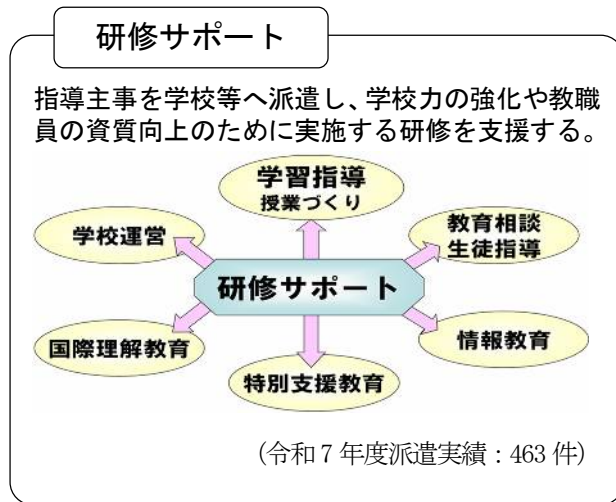 研修サポート
指導主事を学校等へ派遣し、学校力の強化や教職
員の資質向上のために実施する研修を支援する。
学習指導
授業づくり
学校運営
教育相談
生徒指導
研修サポート
国際理解教育
情報教育
特別支援教育
（令和７年度派遣実績：463 件）